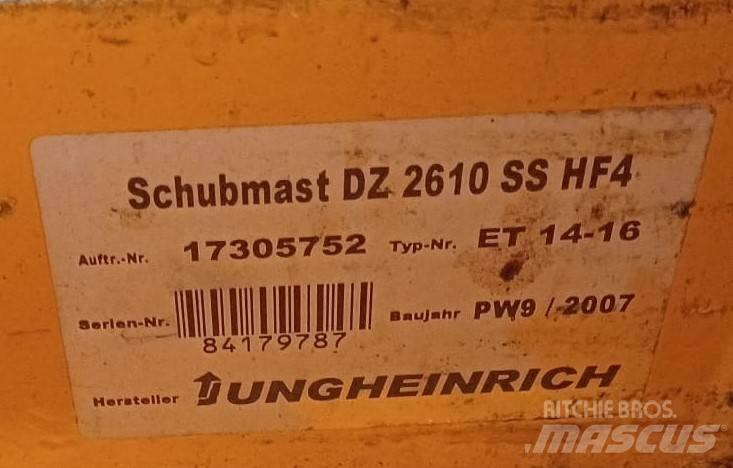 Schubmast DZ 2610 SS HF4
Auftr.-Nr. 17305752 Typ-Nr. ET 14-16
Serien-Nr. 84179787 Baujahr PW9 / 2007
Hersteller JUNGHEINRICH
RITCHIE BROS.
MASCUS